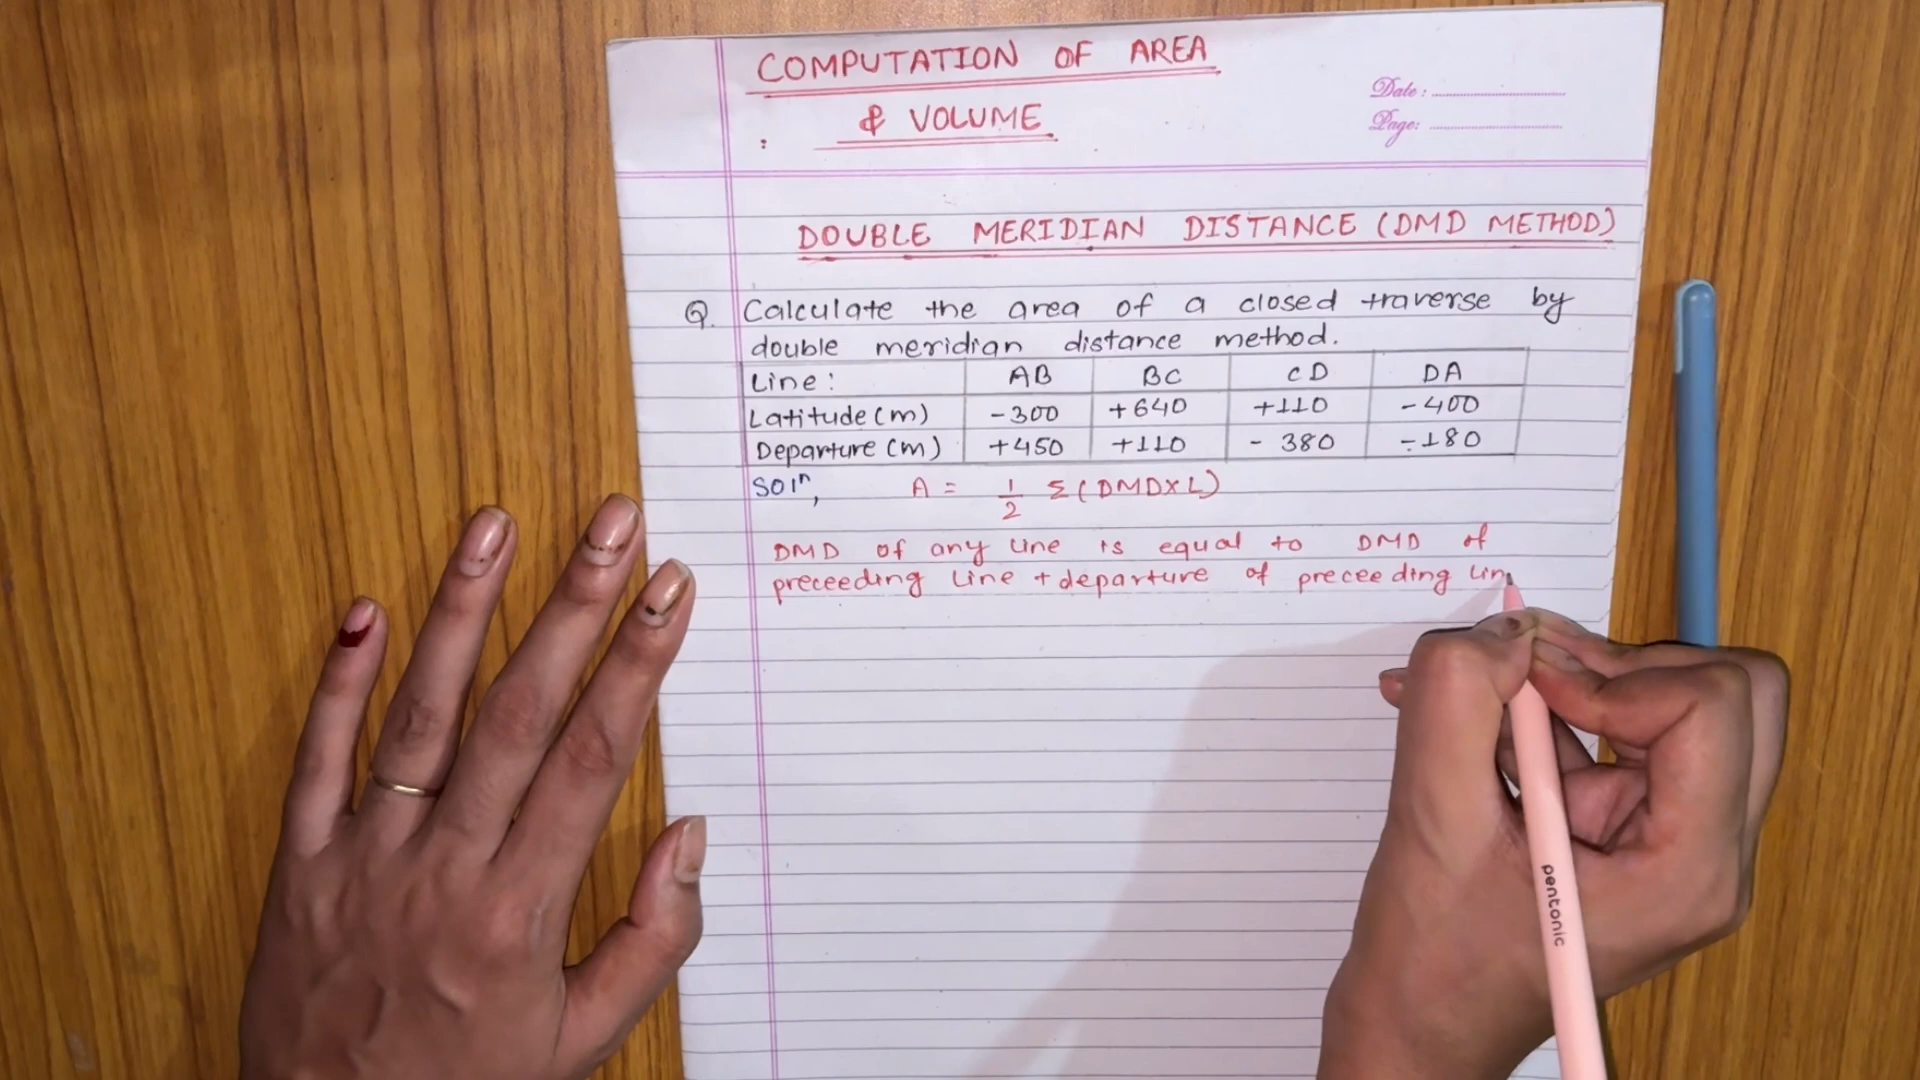 COMPUTATION OF AREA
& VOLUME
Date:
Page:
DOUBLE MERIDIAN DISTANCE (DMD METHOD)
Q. Calculate the area of a closed traverse by
double meridian distance method.
Line: AB BC CD DA
Latitude (m) -300 +640 +110 -400
Departure (m) +450 +110 - 380 -180
Solⁿ, A = 1/2 Σ (DMD×L)
DMD of any line is equal to DMD of
preceeding line + departure of preceeding lin
pentonic